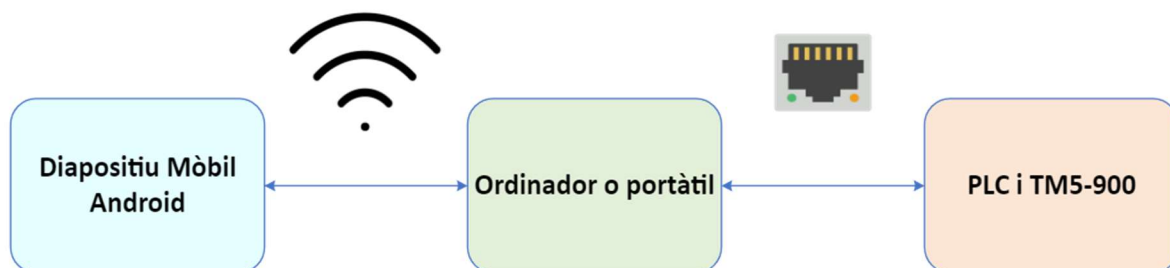 Diapositiu Mòbil
Android
Ordinador o portàtil
PLC i TM5-900